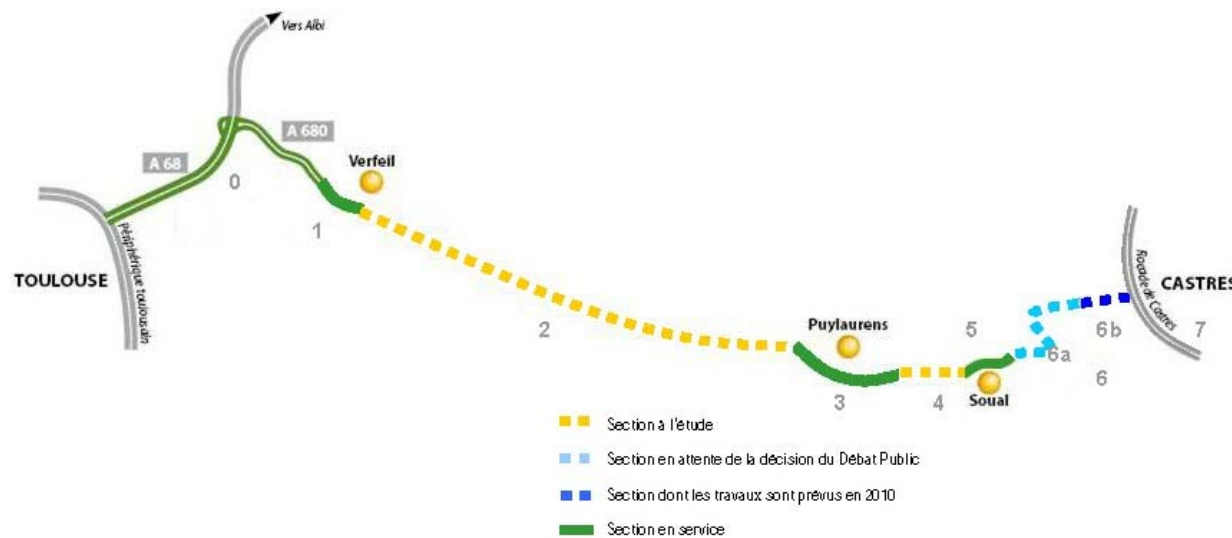 Vers Albi
A 680
A 68
Verfeil
0
1
Périphérique toulousain
TOULOUSE
2
Puylaurens
3
4
5
Soual
6a
6b
6
Rocade de Castres
CASTRES
7
Section à l'étude
Section en attente de la décision du Débat Public
Section dont les travaux sont prévus en 2010
Section en service